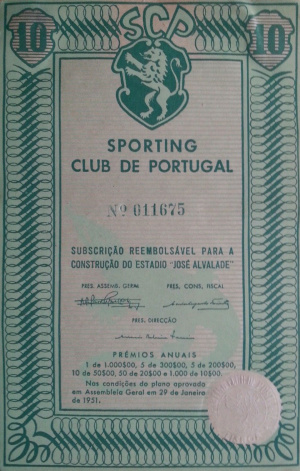 10 SCP 10
SPORTING
CLUB DE PORTUGAL
Nº 011675
SUBSCRIÇÃO REEMBOLSÁVEL PARA A
CONSTRUÇÃO DO ESTADIO "JOSÉ ALVALADE"
PRES. ASSEMB. GERAL PRES. CONS. FISCAL
PRES. DIRECÇÃO
PRÉMIOS ANUAIS
1 de 1.000$00, 5 de 300$00, 5 de 200$00,
10 de 50$00, 50 de 20$00 e 1.000 de 10$00.
Nas condições do plano aprovado
em Assembleia Geral em 29 de Janeiro
de 1951.